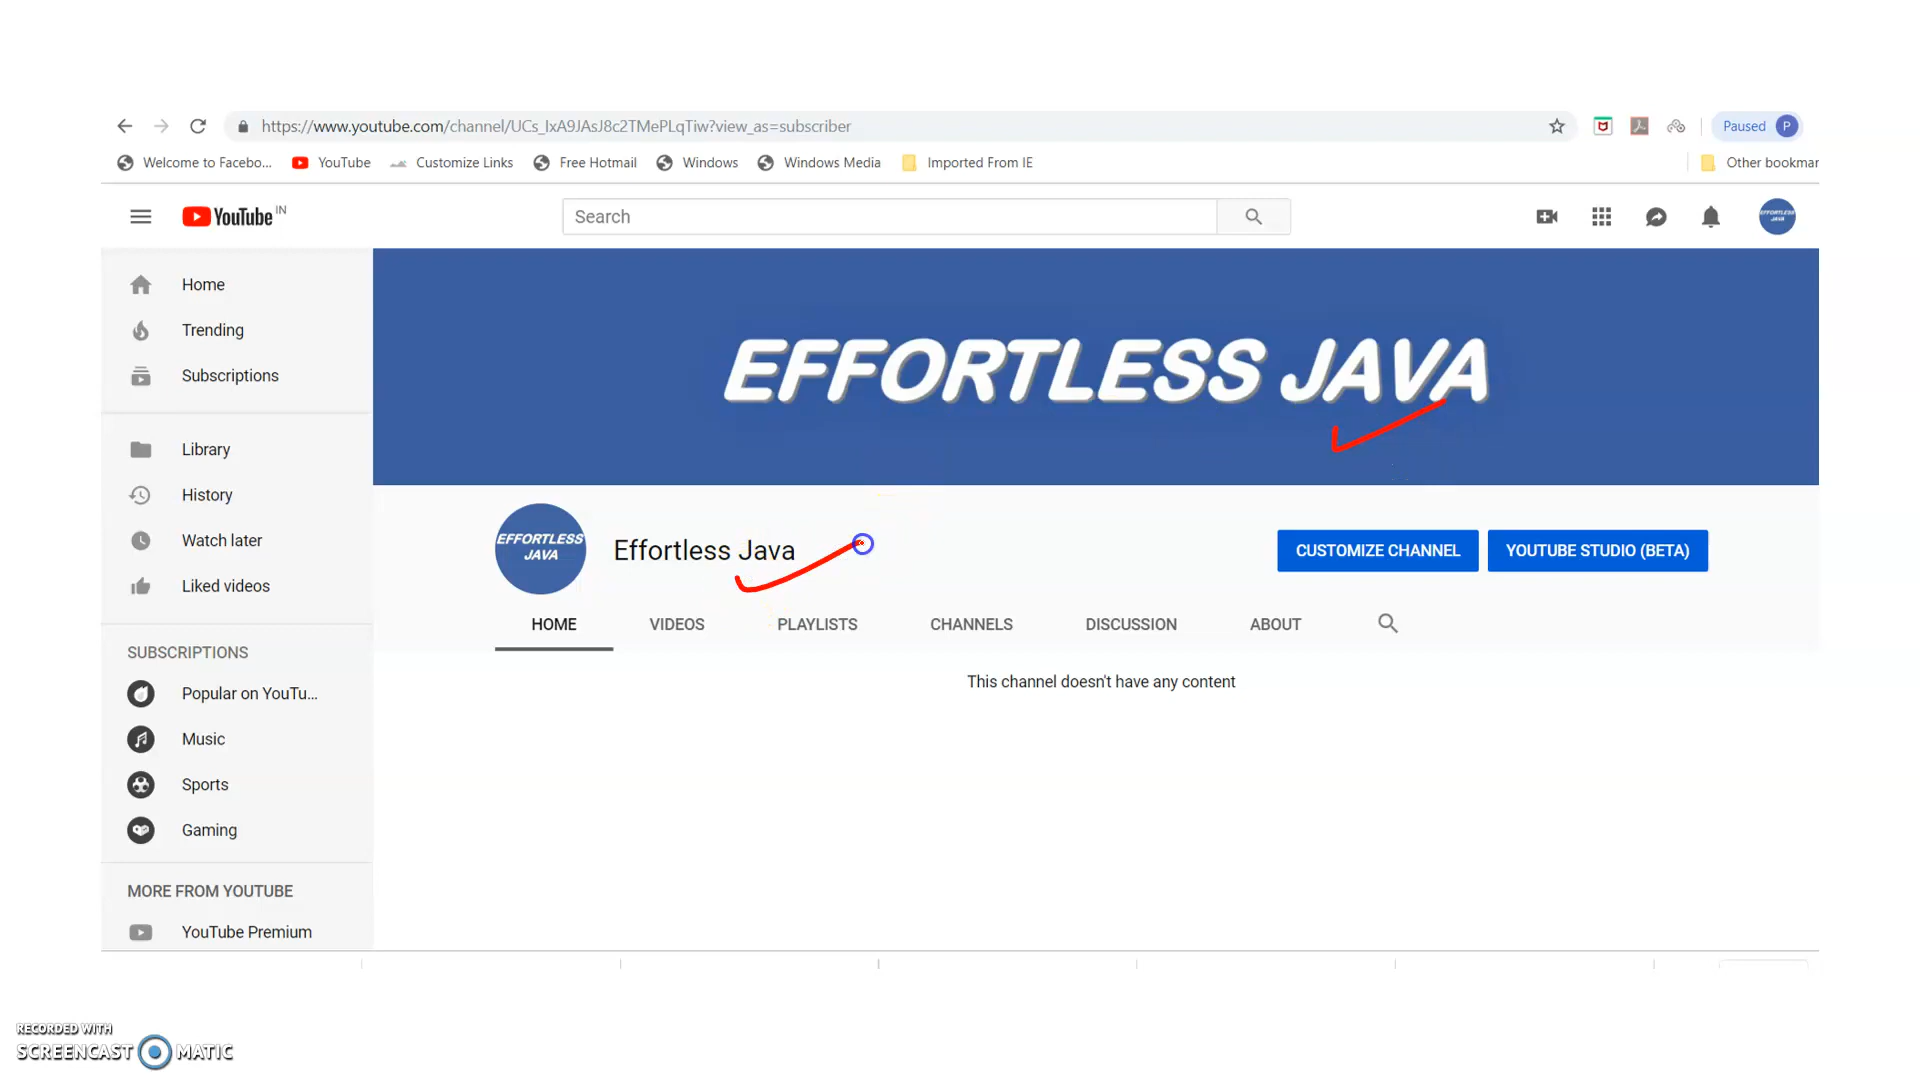 https://www.youtube.com/channel/UCs_IxA9JAsJ8c2TMePLqTiw?view_as=subscriber
Paused P
Welcome to Facebo... YouTube Customize Links Free Hotmail Windows Windows Media Imported From IE Other bookmar
YouTube IN
Search
EFFORTLESS JAVA
Home
Trending
Subscriptions
EFFORTLESS JAVA
Library
History
Watch later
Liked videos
EFFORTLESS
JAVA
Effortless Java
CUSTOMIZE CHANNEL YOUTUBE STUDIO (BETA)
HOME VIDEOS PLAYLISTS CHANNELS DISCUSSION ABOUT
This channel doesn't have any content
SUBSCRIPTIONS
Popular on YouTu...
Music
Sports
Gaming
MORE FROM YOUTUBE
YouTube Premium
RECORDED WITH
SCREENCAST MATIC